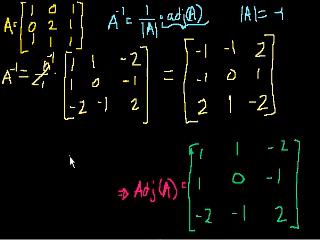 A = [1 0 1; 0 2 1; 1 1 1]
A⁻¹ = 1/|A| · adj(A)
|A| = -1
A⁻¹ = [1 1 -2; 1 0 -1; -2 -1 2] = [-1 -1 2; -1 0 1; 2 1 -2]
⇒ Adj(A) = [1 1 -2; 1 0 -1; -2 -1 2]